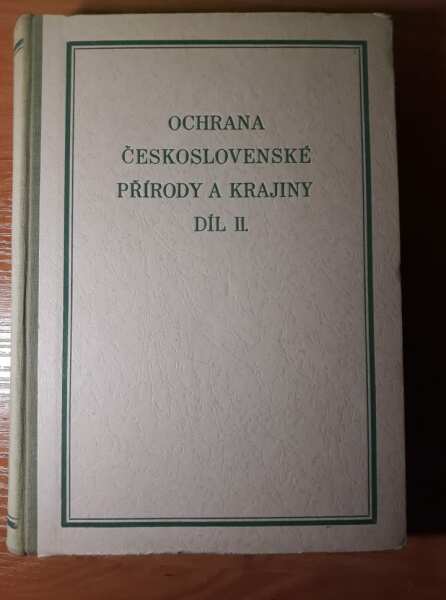 OCHRANA
ČESKOSLOVENSKÉ
PŘÍRODY A KRAJINY
DÍL II.